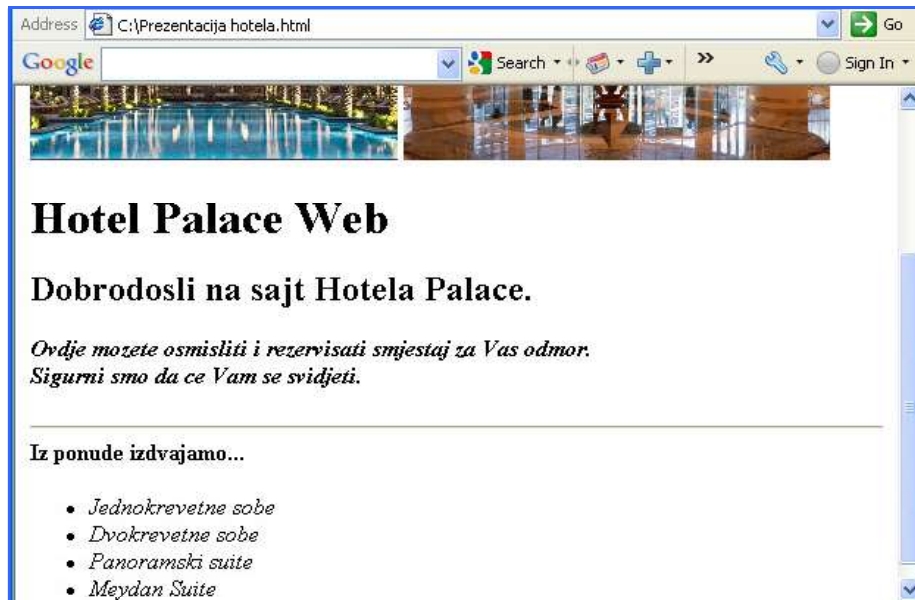 Address C:\Prezentacija hotela.html Go
Google Search » Sign In
Hotel Palace Web
Dobrodosli na sajt Hotela Palace.
Ovdje mozete osmisliti i rezervisati smjestaj za Vas odmor.
Sigurni smo da ce Vam se svidjeti.
Iz ponude izdvajamo...
• Jednokrevetne sobe
• Dvokrevetne sobe
• Panoramski suite
• Meydan Suite